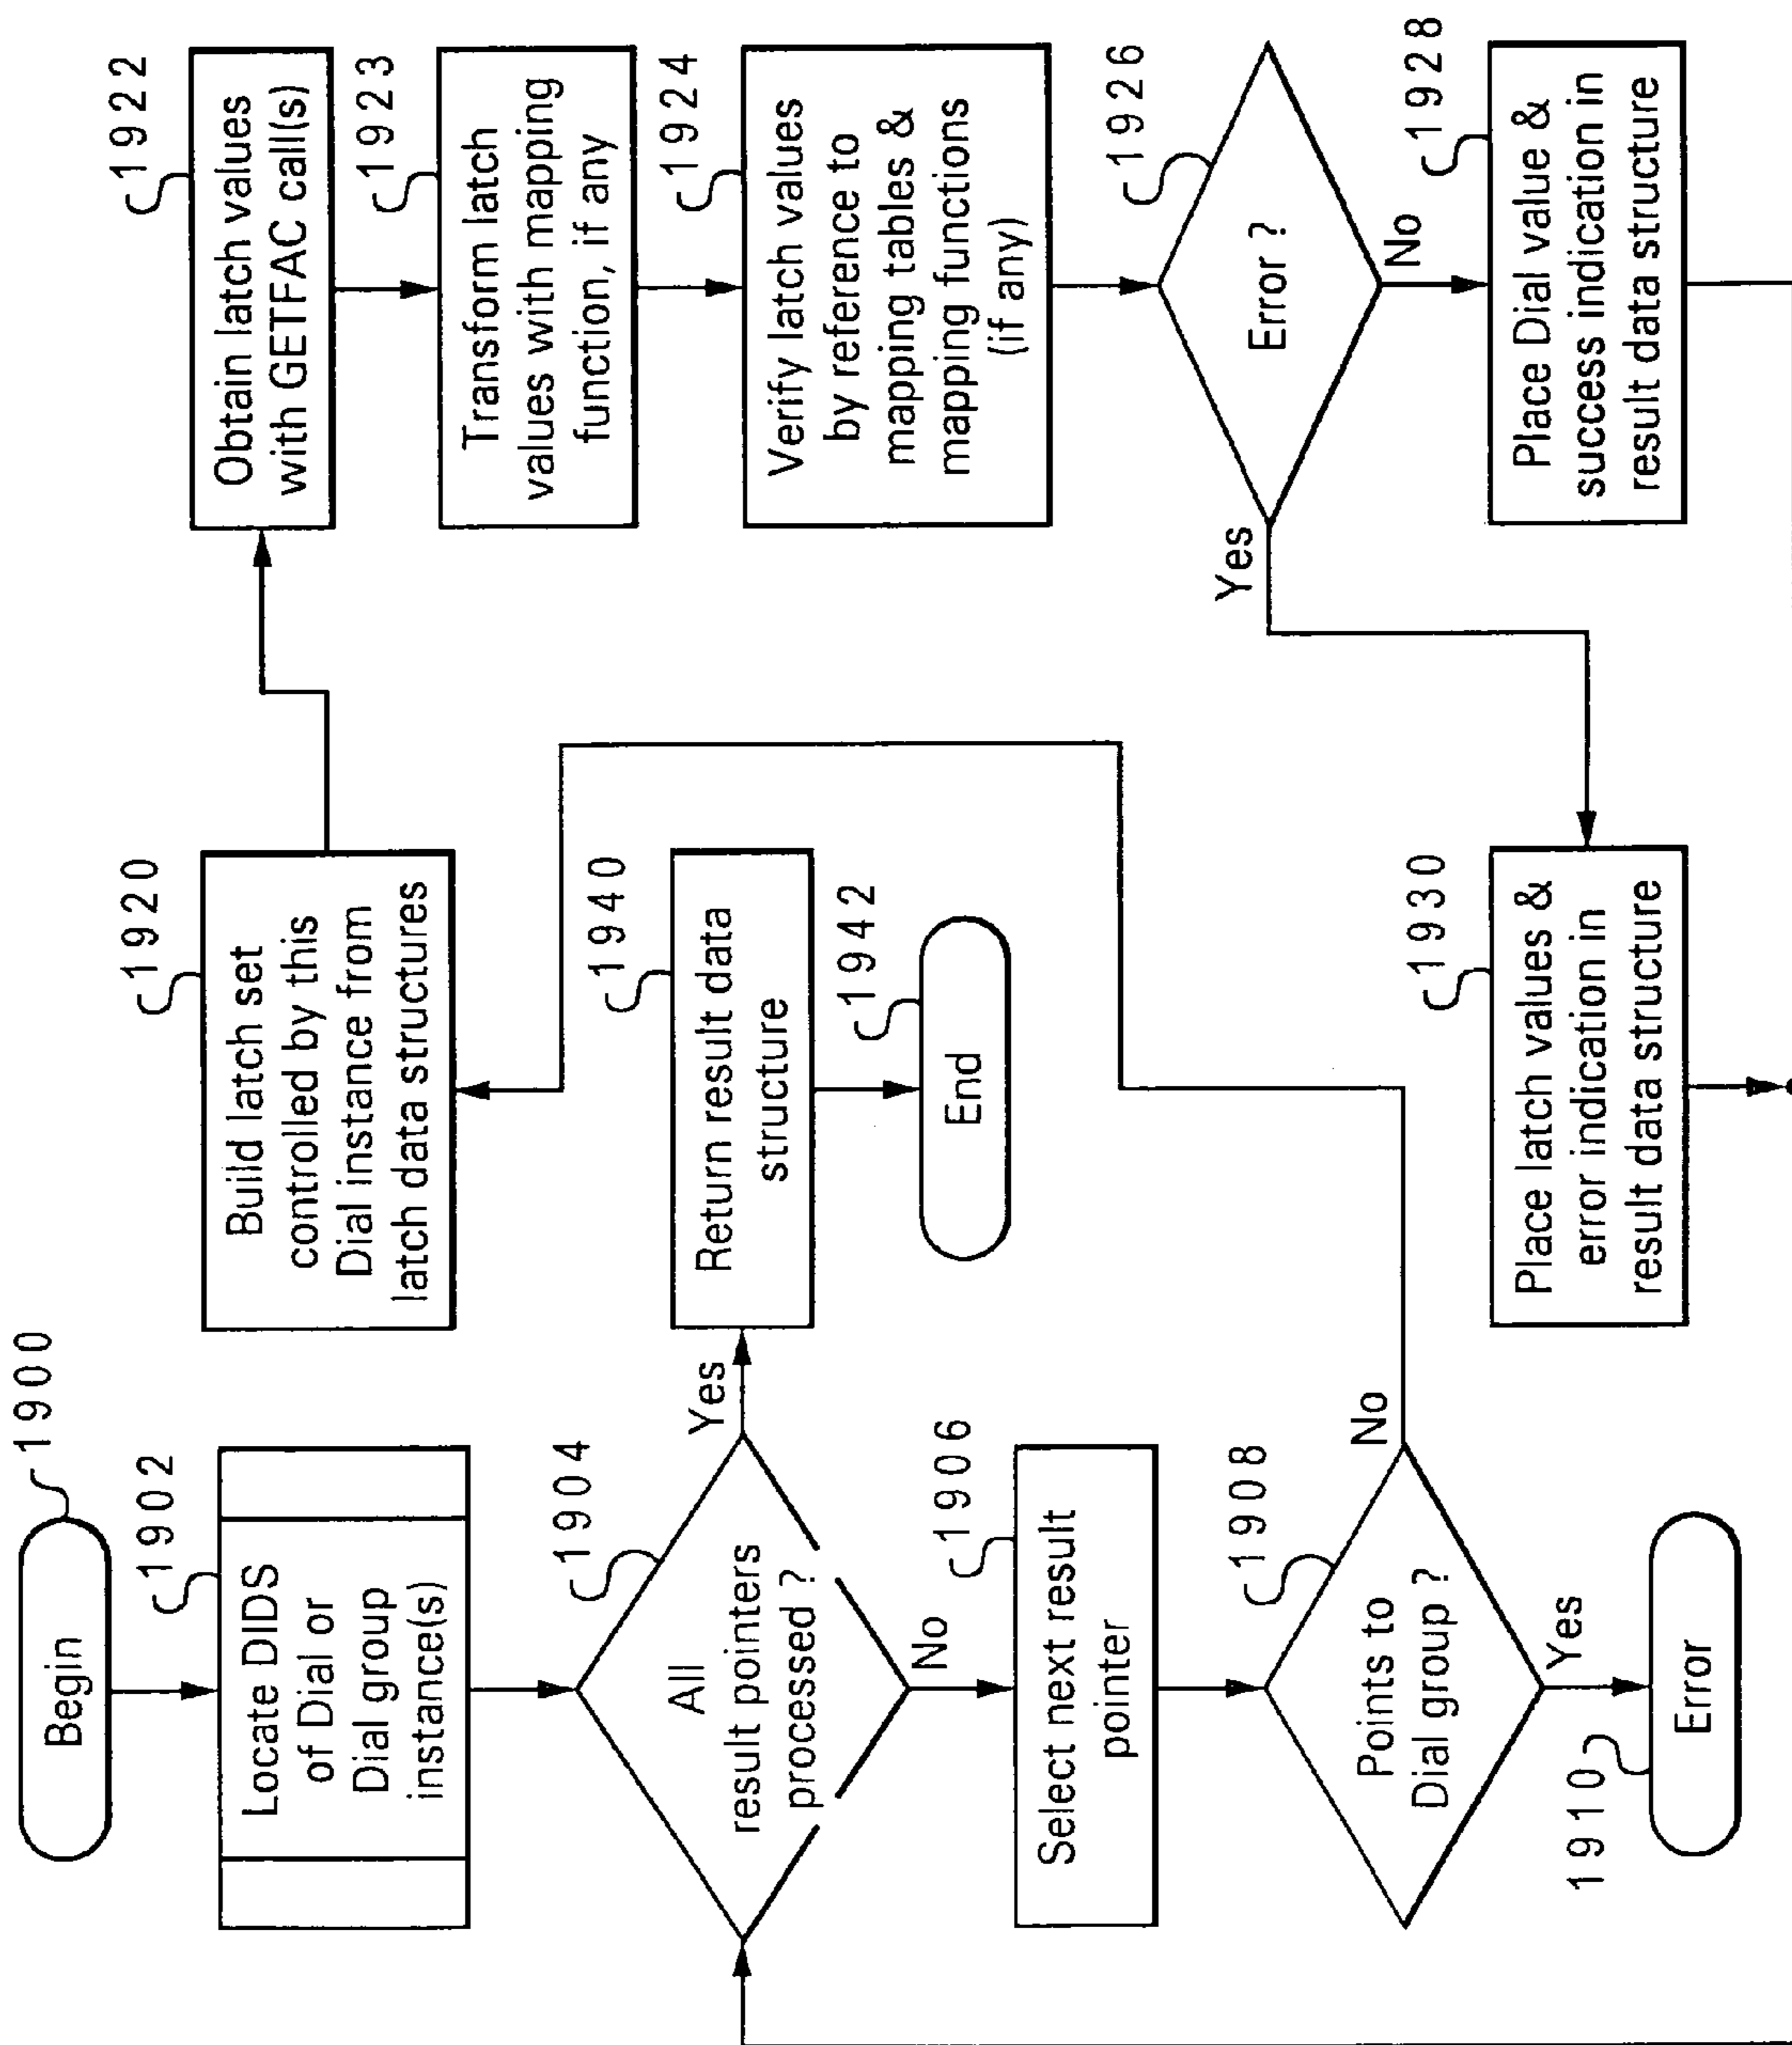 Begin
1900
1902
Locate DIDS
of Dial or
Dial group
instance(s)
1904
All
result pointers
processed ?
Yes
No
1906
Select next result
pointer
1908
Points to
Dial group ?
No
Yes
1910
Error
1920
Build latch set
controlled by this
Dial instance from
latch data structures
1940
Return result data
structure
1942
End
1922
Obtain latch values
with GETFAC call(s)
1923
Transform latch
values with mapping
function, if any
1924
Verify latch values
by reference to
mapping tables &
mapping functions
(if any)
1926
Error ?
Yes
No
1928
Place Dial value &
success indication in
result data structure
1930
Place latch values &
error indication in
result data structure